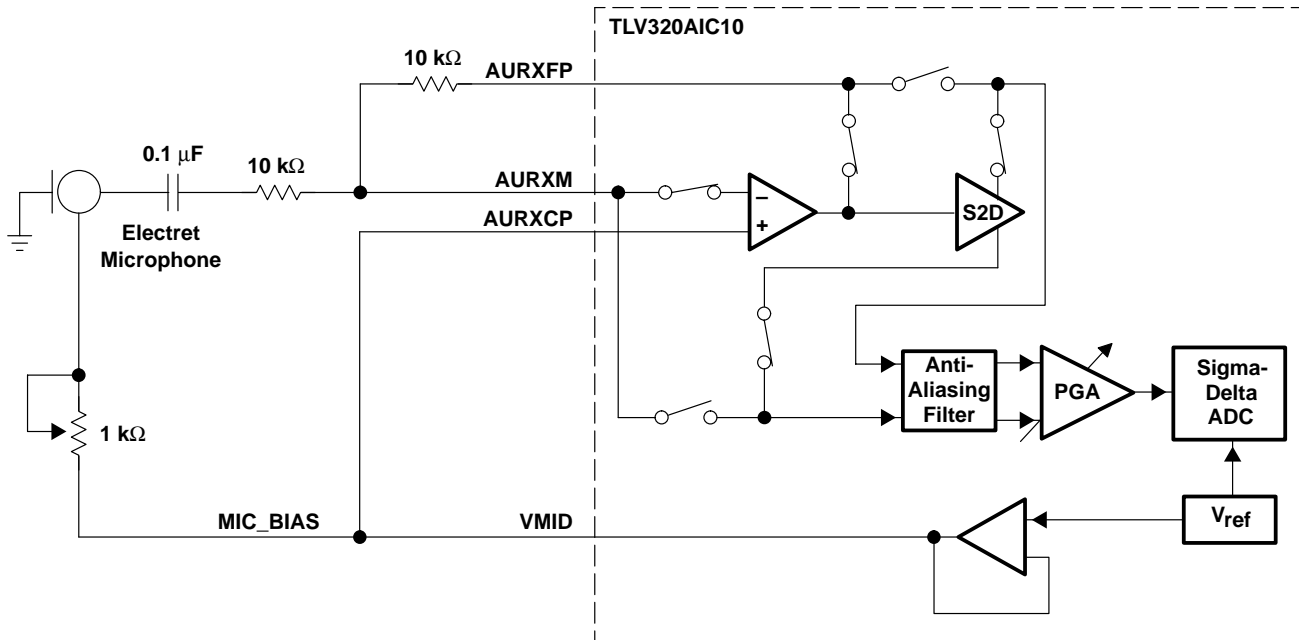 TLV320AIC10
10 kΩ
AURXFP
0.1 μF
10 kΩ
AURXM
−
S2D
AURXCP
+
Electret
Microphone
Anti-
Aliasing
Filter
PGA
Sigma-
Delta
ADC
1 kΩ
MIC_BIAS
VMID
Vref